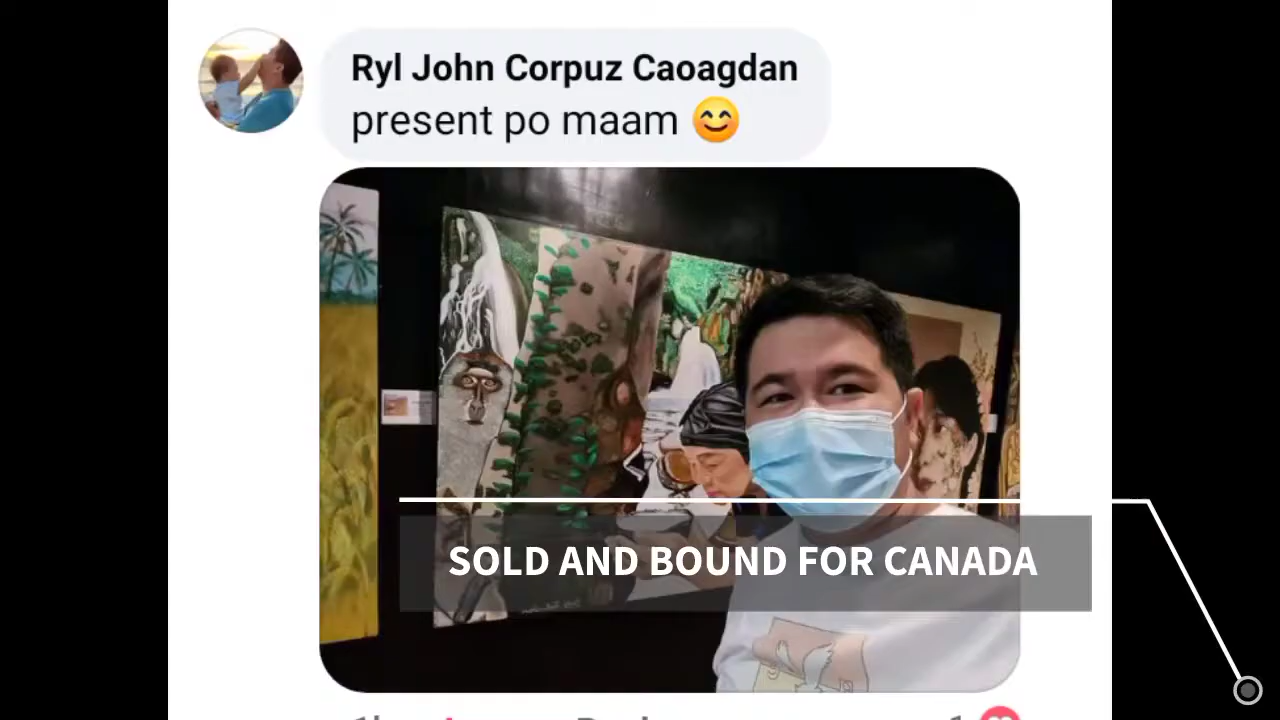 Ryl John Corpuz Caoagdan
present po maam 😊
SOLD AND BOUND FOR CANADA